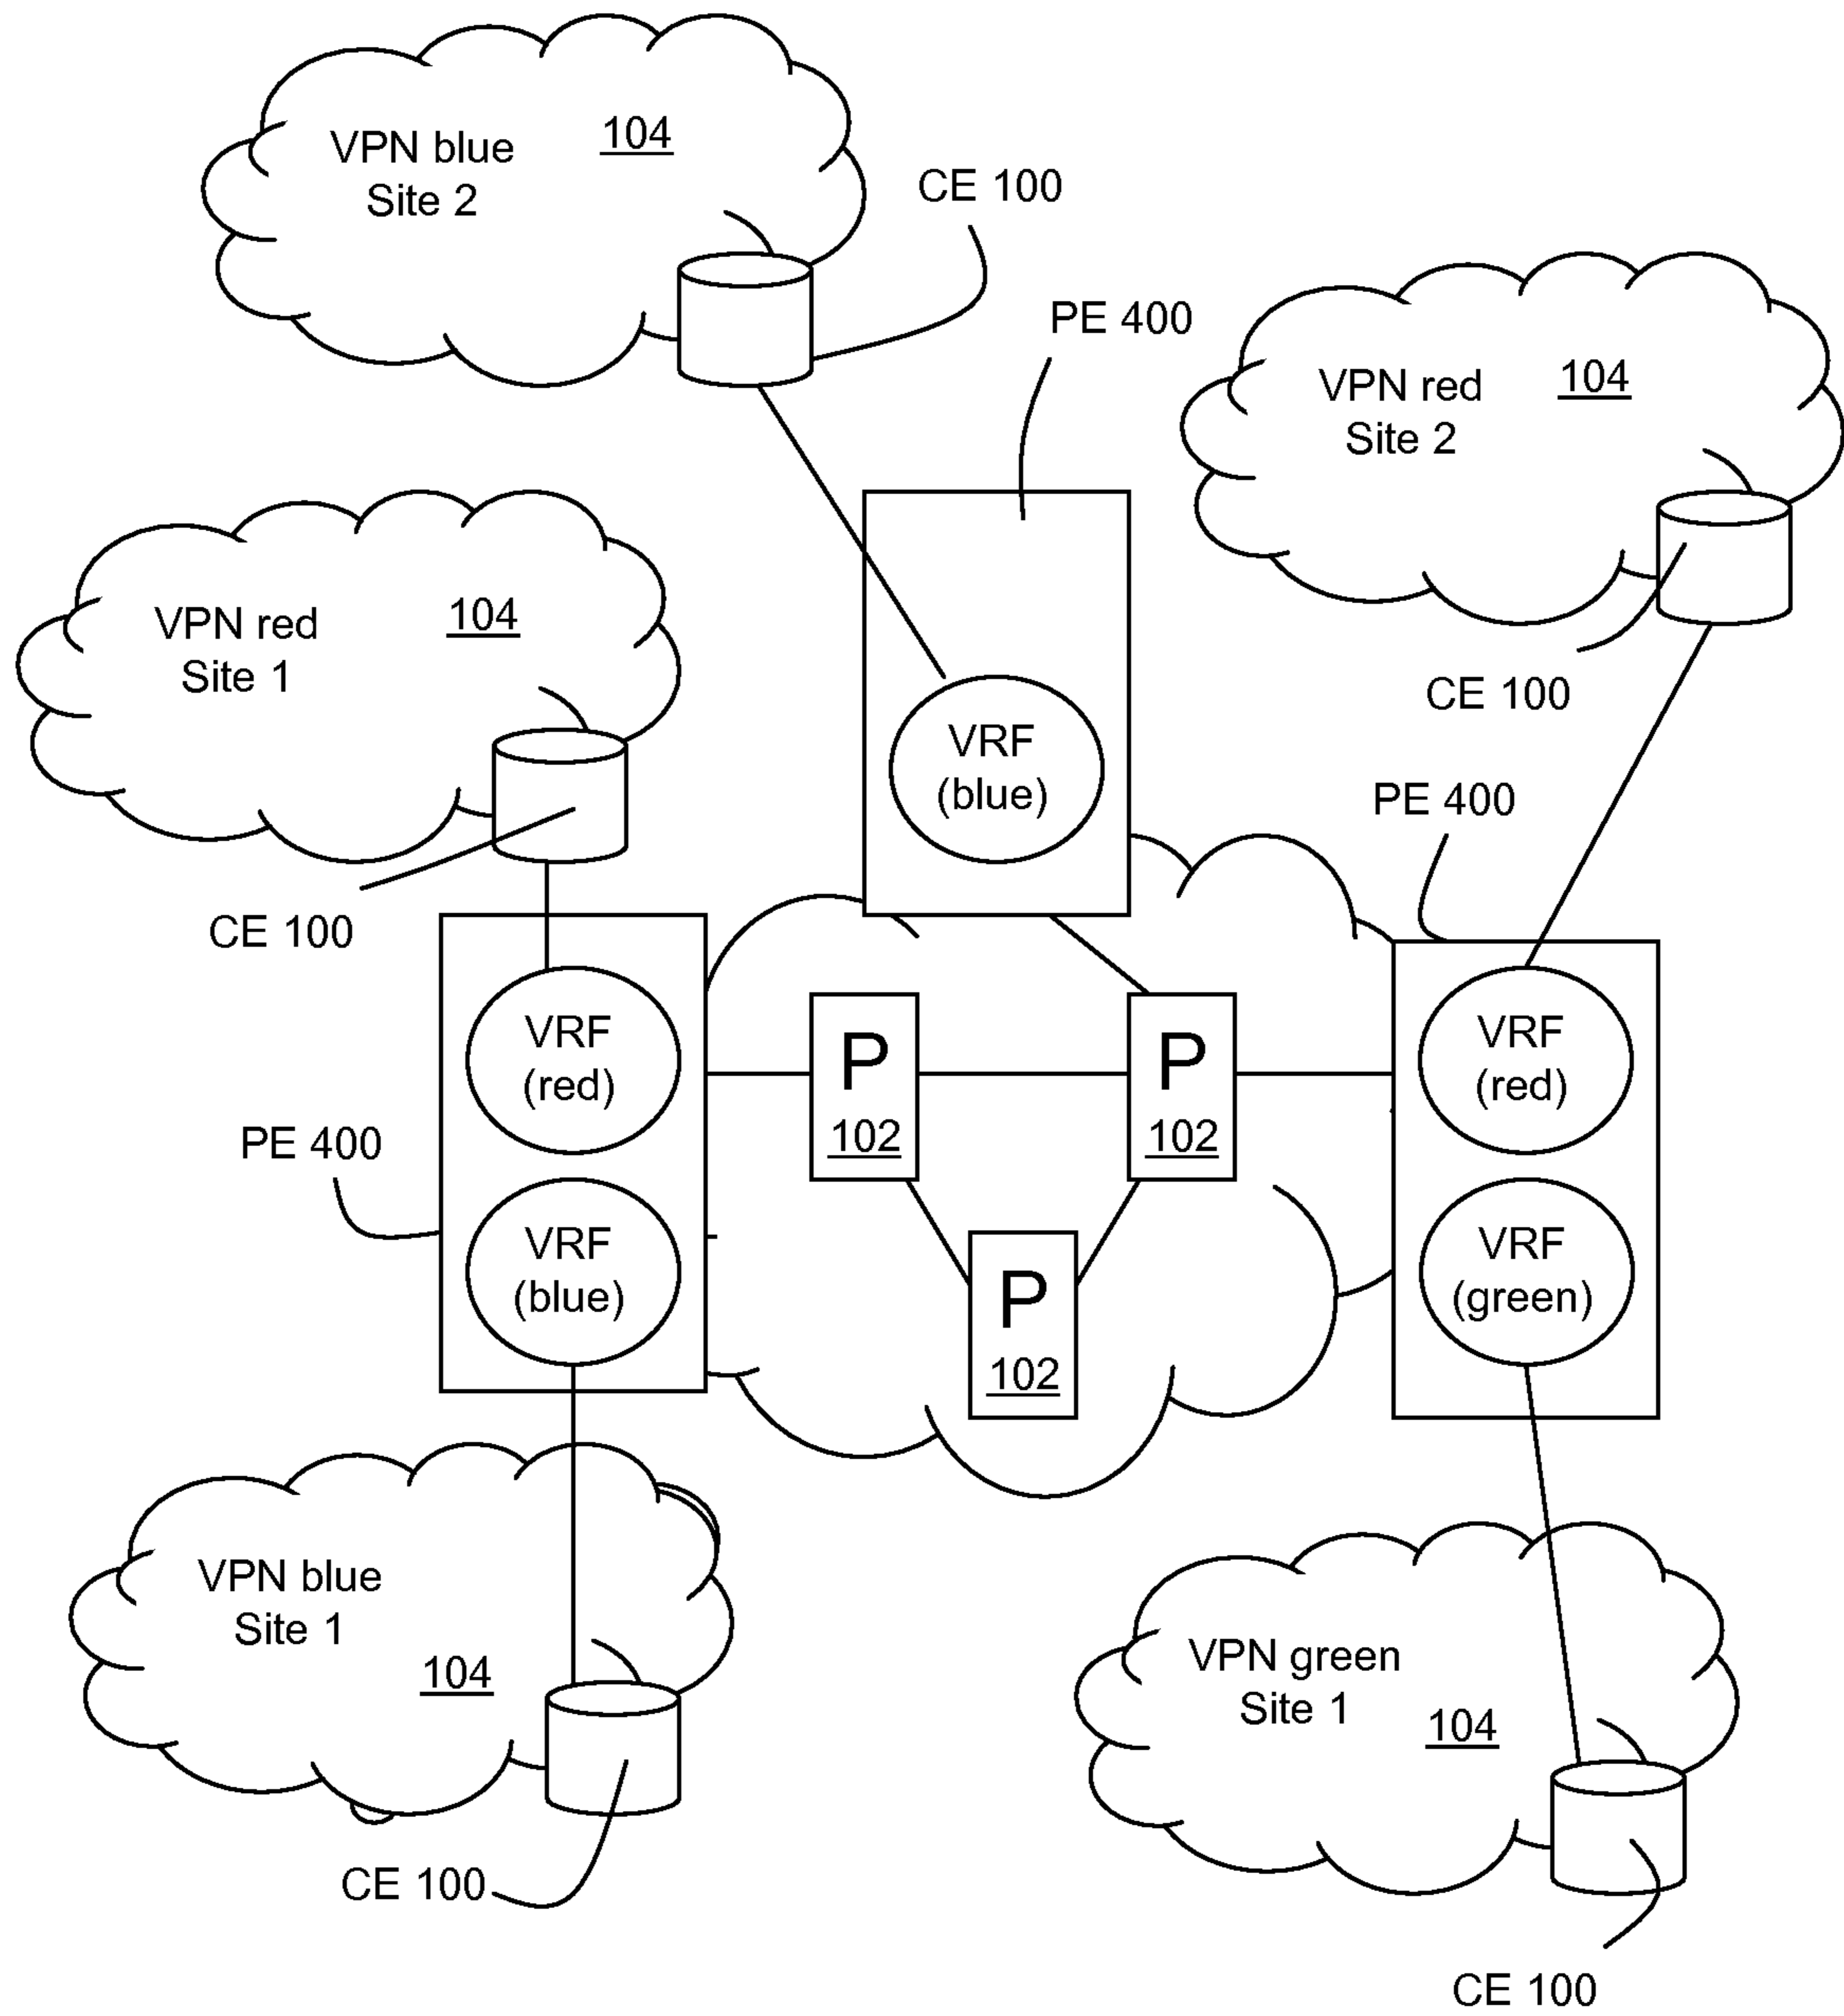 VPN blue
Site 2
104
CE 100
PE 400
VPN red
Site 2
104
CE 100
VPN red
Site 1
104
CE 100
VRF
(blue)
PE 400
VRF
(red)
VRF
(blue)
PE 400
P
102
P
102
P
102
VRF
(red)
VRF
(green)
VPN blue
Site 1
104
CE 100
VPN green
Site 1
104
CE 100